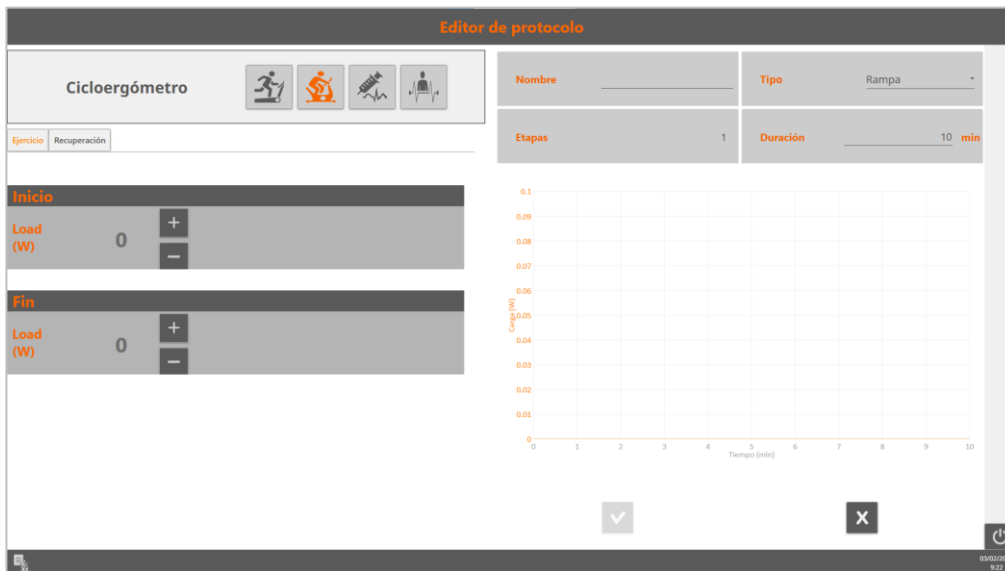 Editor de protocolo
Cicloergómetro
Nombre
Tipo
Rampa
Etapas
1
Duración
10 min
Ejercicio
Recuperación
Inicio
Load
(W)
0
+
−
Fin
Load
(W)
0
+
−
0.1
0.09
0.08
0.07
0.06
0.05
0.04
0.03
0.02
0.01
0
Carga (W)
0 1 2 3 4 5 6 7 8 9 10
Tiempo (min)
X
9:22